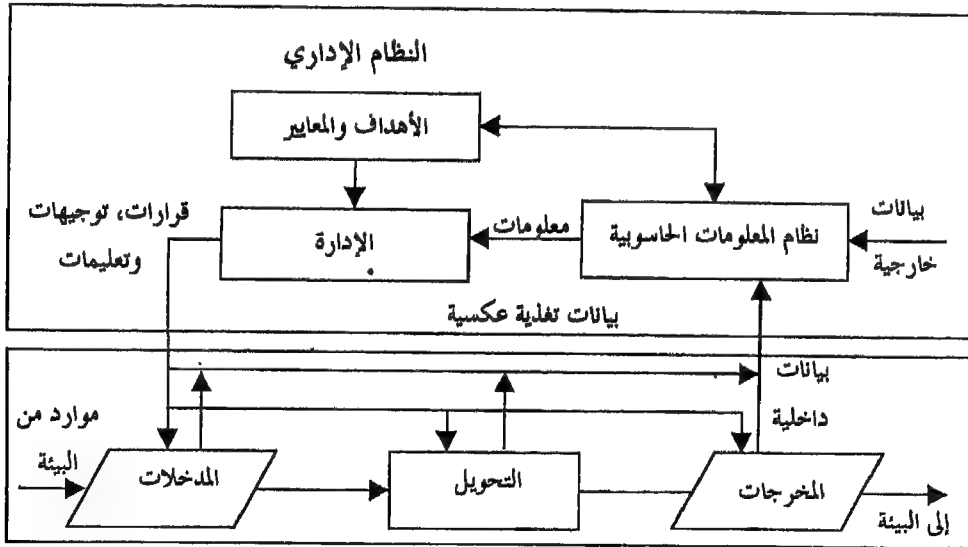 النظام الإداري
الأهداف والمعايير
قرارات، توجيهات
وتعليمات
الإدارة
معلومات
نظام المعلومات الحاسوبية
بيانات
خارجية
بيانات تغذية عكسية
بيانات
داخلية
موارد من
البيئة
المدخلات
التحويل
المخرجات
إلى البيئة